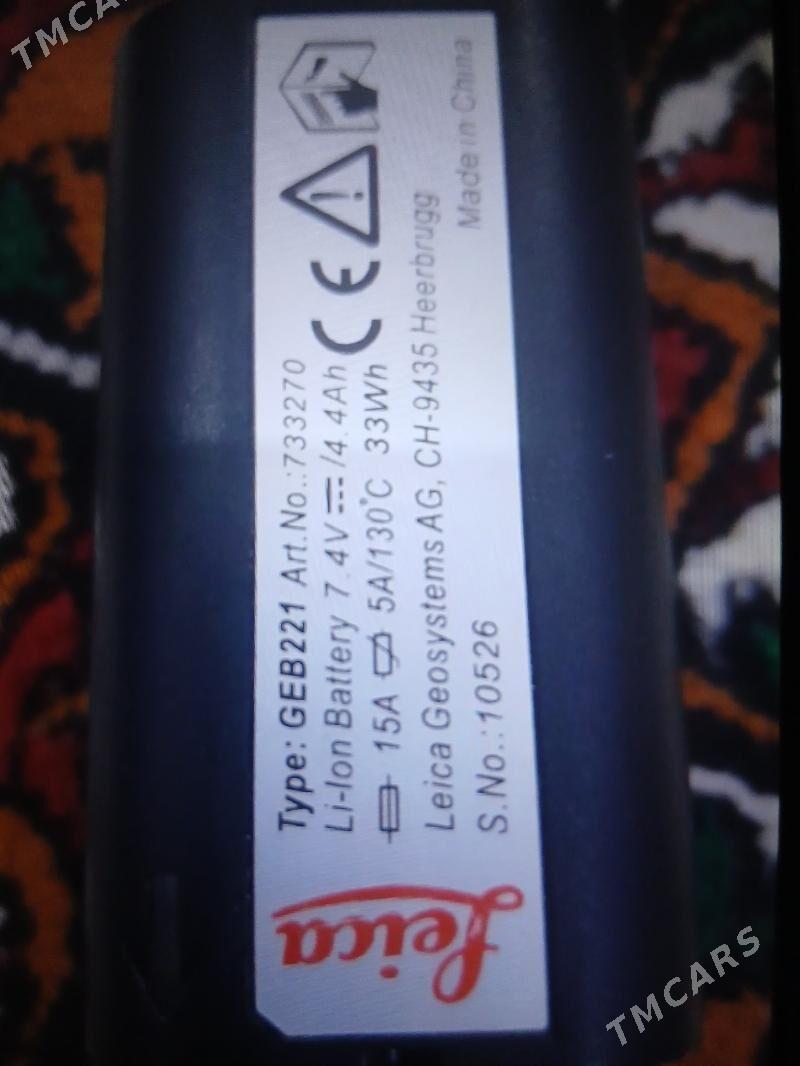 Leica
Type: GEB221 Art.No.:733270
Li-Ion Battery 7.4V /4.4Ah CE
15A 5A/130°C 33Wh
Leica Geosystems AG, CH-9435 Heerbrugg
S.No.:10526 Made in China
TMCARS
TMCARS
TMCARS